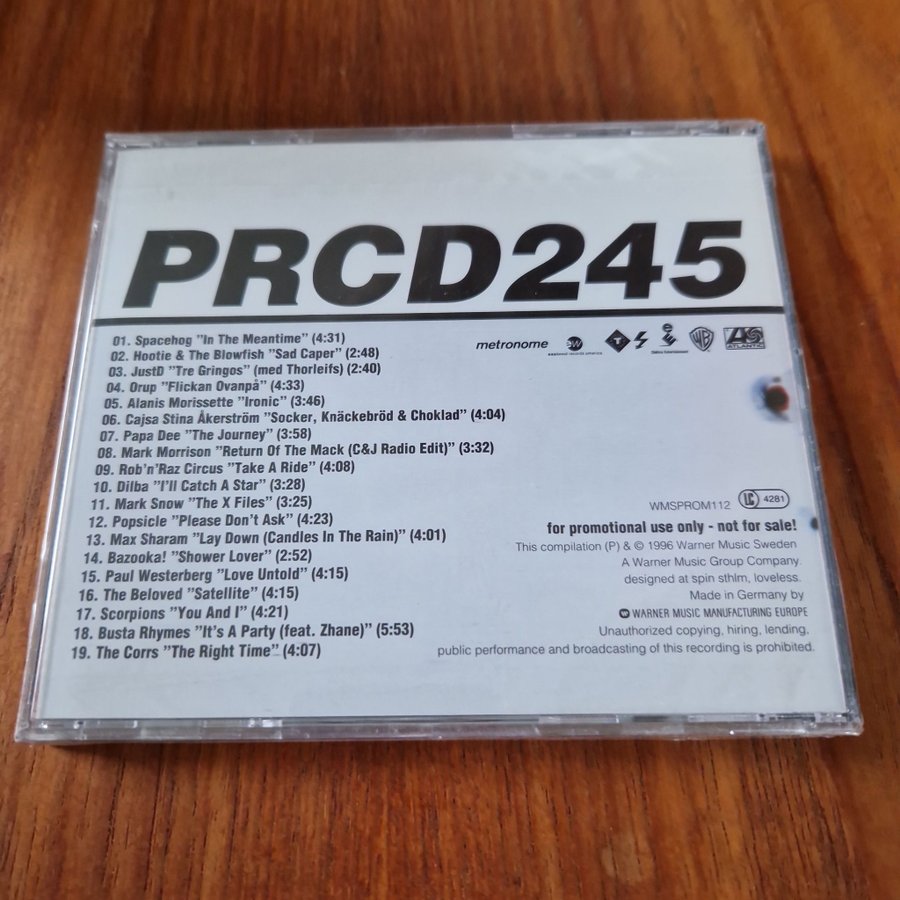 PRCD245
01. Spacehog "In The Meantime" (4:31)
02. Hootie & The Blowfish "Sad Caper" (2:48)
03. JustD "Tre Gringos" (med Thorleifs) (2:40)
04. Orup "Flickan Ovanpå" (4:33)
05. Alanis Morissette "Ironic" (3:46)
06. Cajsa Stina Åkerström "Socker, Knäckebröd & Choklad" (4:04)
07. Papa Dee "The Journey" (3:58)
08. Mark Morrison "Return Of The Mack (C&J Radio Edit)" (3:32)
09. Rob'n'Raz Circus "Take A Ride" (4:08)
10. Dilba "I'll Catch A Star" (3:28)
11. Mark Snow "The X Files" (3:25)
12. Popsicle "Please Don't Ask" (4:23)
13. Max Sharam "Lay Down (Candles In The Rain)" (4:01)
14. Bazooka! "Shower Lover" (2:52)
15. Paul Westerberg "Love Untold" (4:15)
16. The Beloved "Satellite" (4:15)
17. Scorpions "You And I" (4:21)
18. Busta Rhymes "It's A Party (feat. Zhane)" (5:53)
19. The Corrs "The Right Time" (4:07)
metronome ew T WB ATLANTIC
eastwest records america
WMSPROM112 LC 4281
for promotional use only - not for sale!
This compilation (P) & © 1996 Warner Music Sweden
A Warner Music Group Company.
designed at spin sthlm, loveless.
Made in Germany by
WARNER MUSIC MANUFACTURING EUROPE
Unauthorized copying, hiring, lending,
public performance and broadcasting of this recording is prohibited.